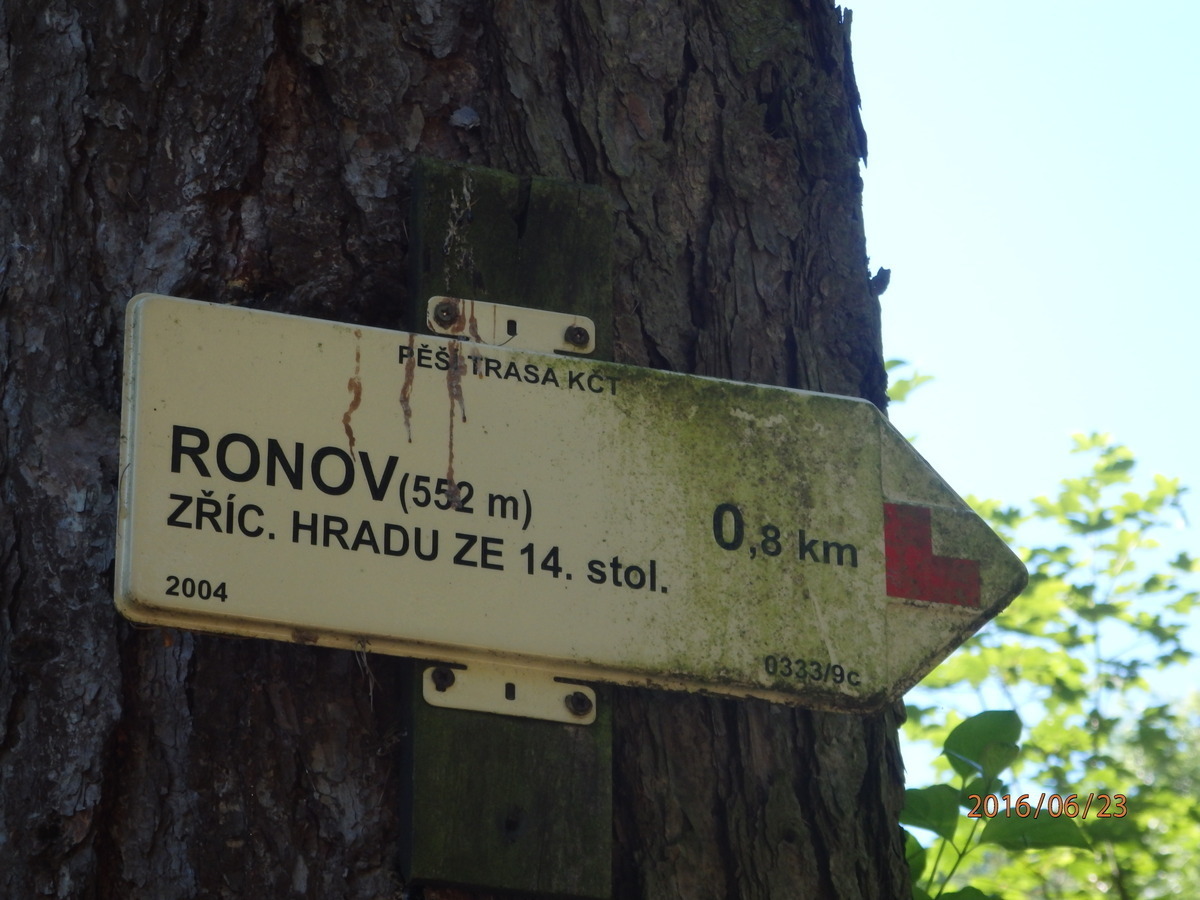 PĚŠÍ TRASA KČT
RONOV (552 m)
ZŘÍC. HRADU ZE 14. stol.
0,8 km
2004
0333/9c
2016/06/23